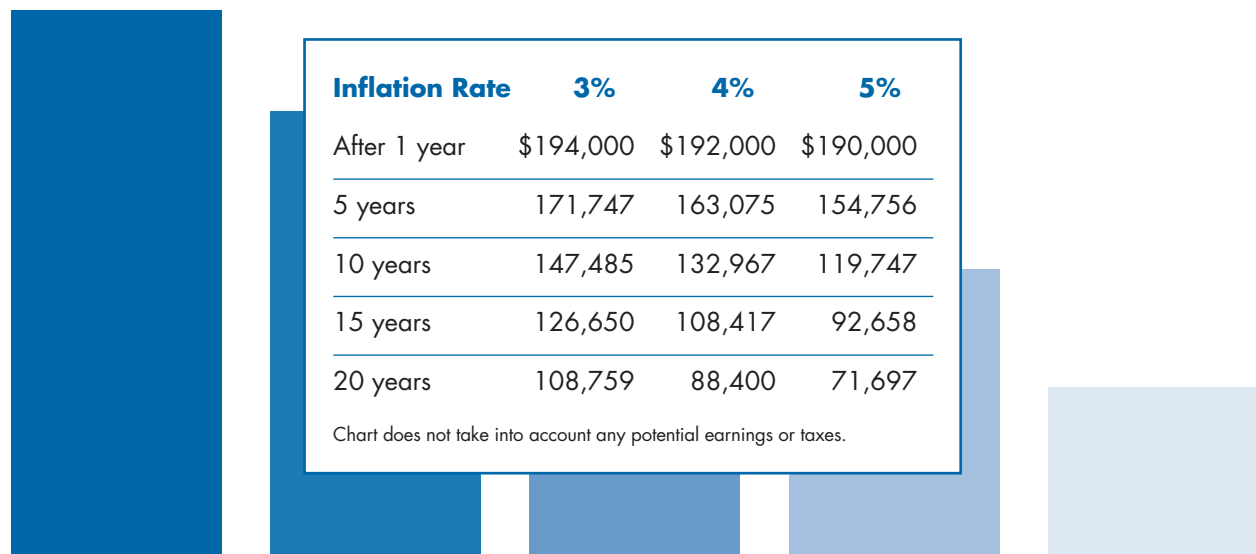 Inflation Rate 3% 4% 5%
After 1 year $194,000 $192,000 $190,000
5 years 171,747 163,075 154,756
10 years 147,485 132,967 119,747
15 years 126,650 108,417 92,658
20 years 108,759 88,400 71,697
Chart does not take into account any potential earnings or taxes.